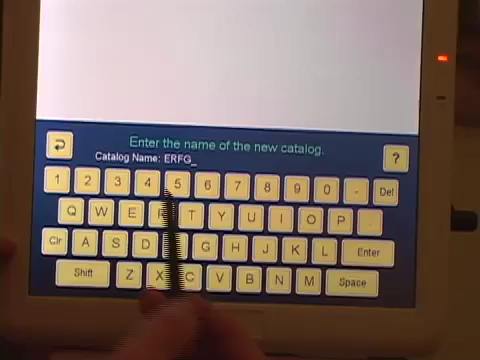 Enter the name of the new catalog.
Catalog Name: ERFG_
?
1 2 3 4 5 6 7 8 9 0 - Del
Q W E R T Y U I O P .
Clr A S D G H J K L Enter
Shift Z X C V B N M Space